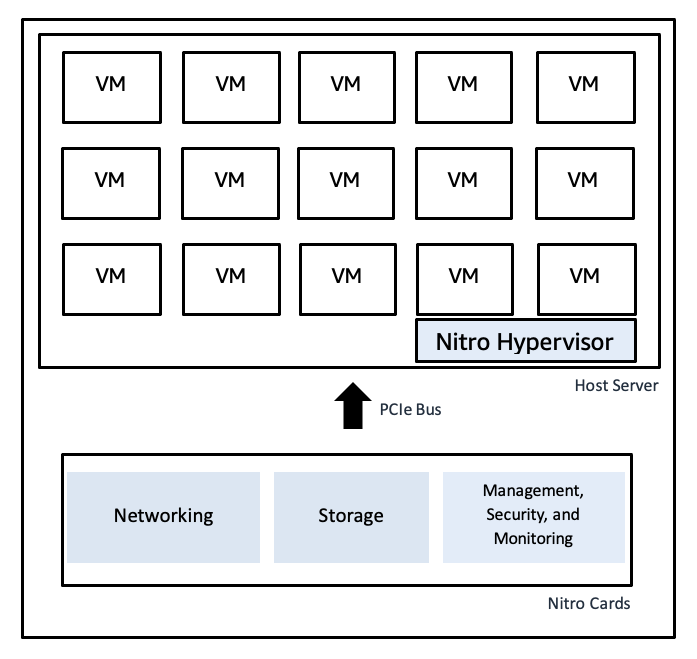 VM VM VM VM VM
VM VM VM VM VM
VM VM VM VM VM
Nitro Hypervisor
Host Server
PCIe Bus
Networking
Storage
Management,
Security, and
Monitoring
Nitro Cards